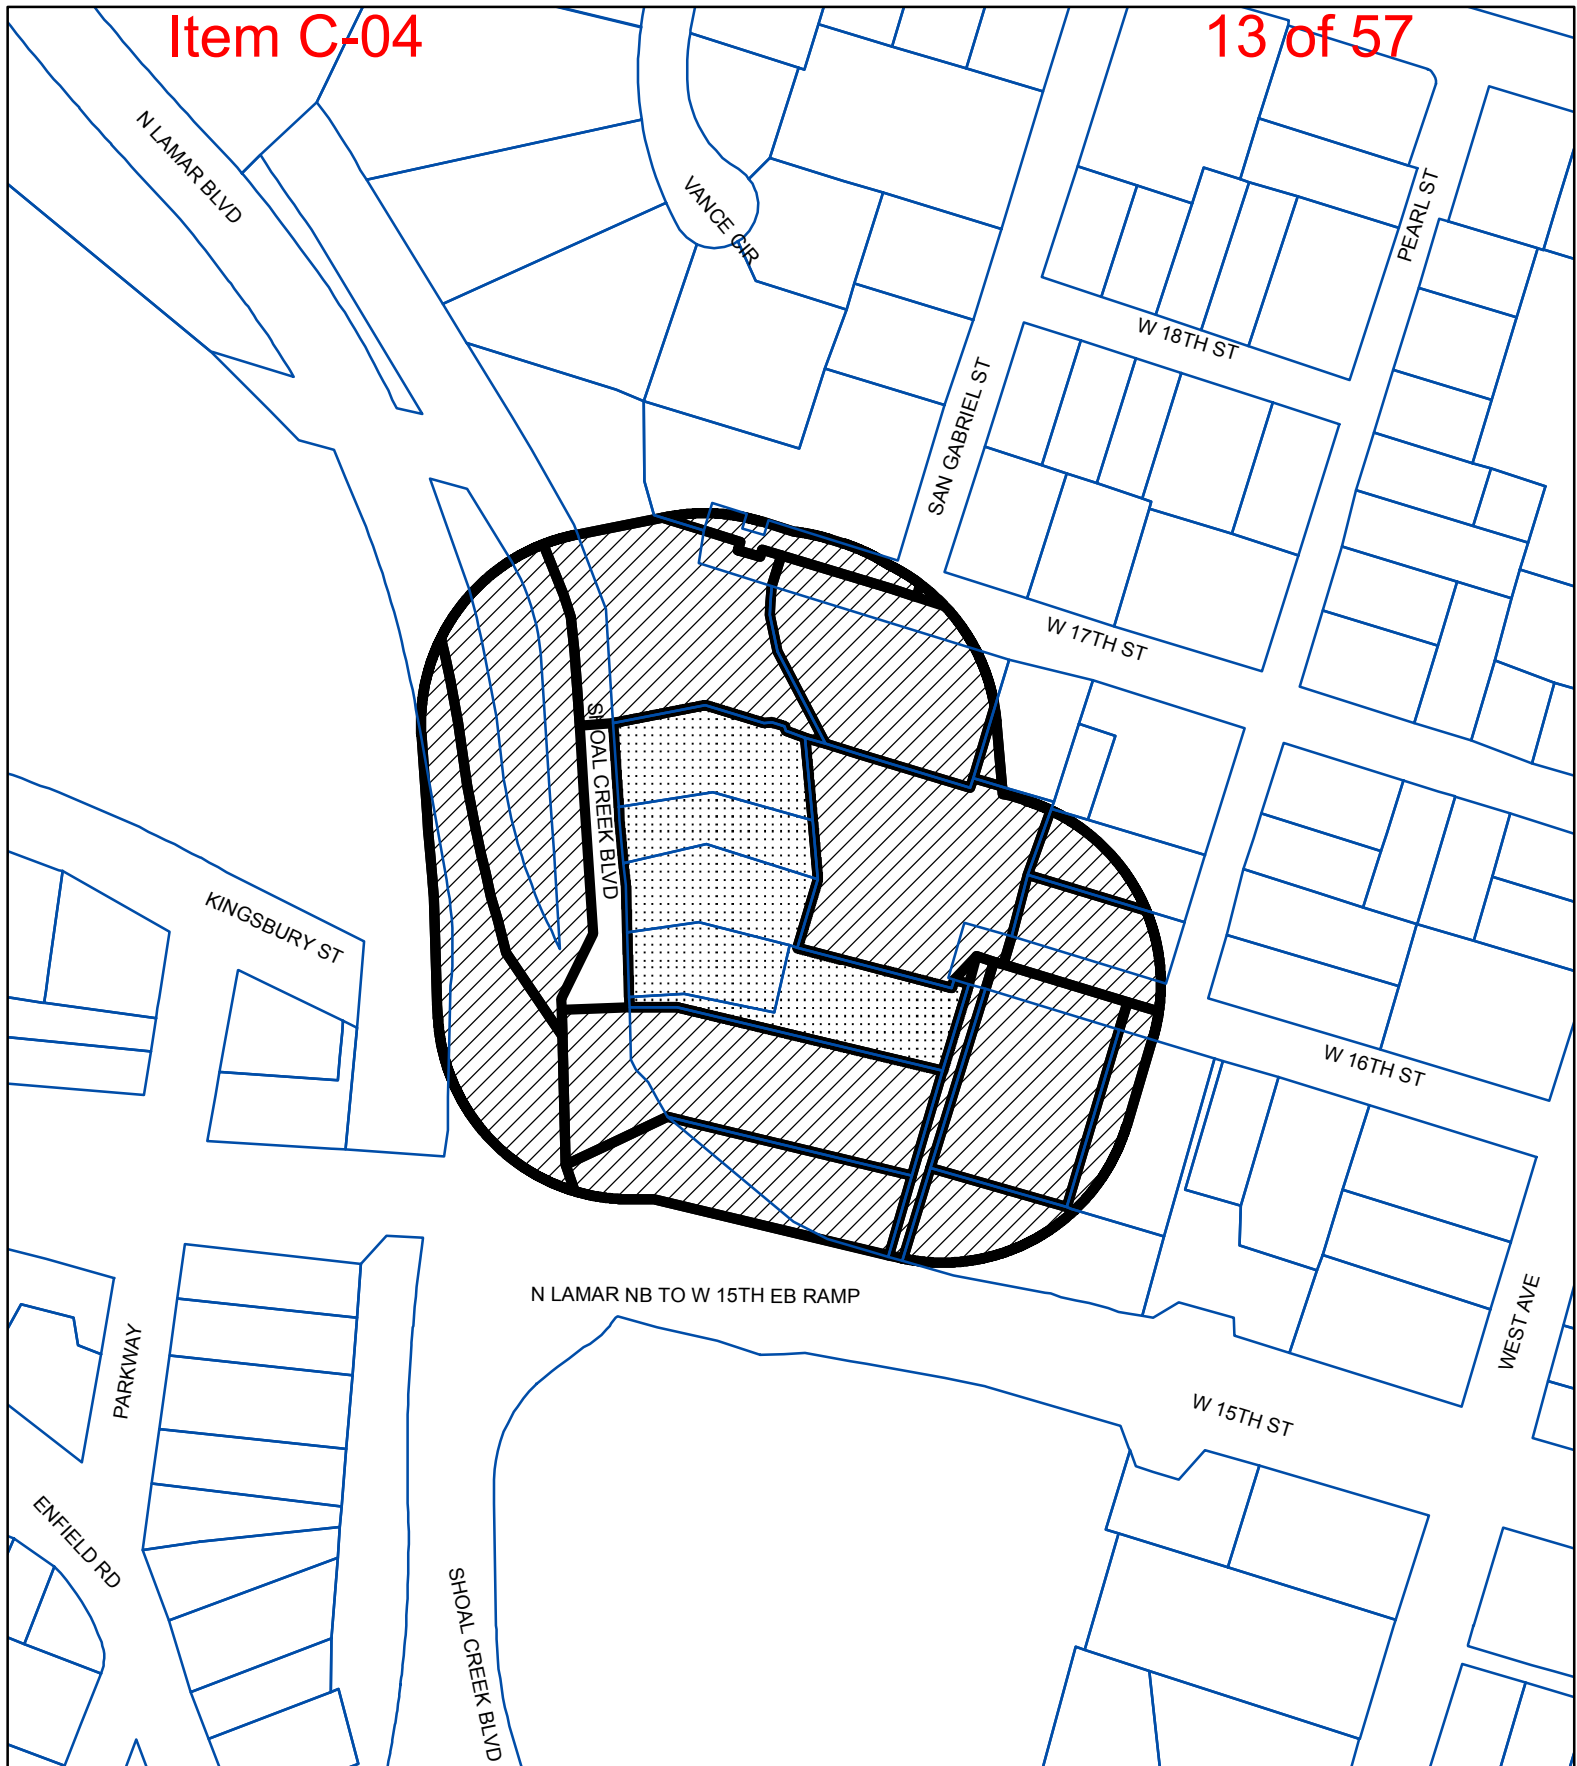 Item C-04
13 of 57
N LAMAR BLVD
VANCE CIR
PEARL ST
W 18TH ST
SAN GABRIEL ST
W 17TH ST
SHOAL CREEK BLVD
KINGSBURY ST
W 16TH ST
N LAMAR NB TO W 15TH EB RAMP
PARKWAY
WEST AVE
W 15TH ST
ENFIELD RD
SHOAL CREEK BLVD